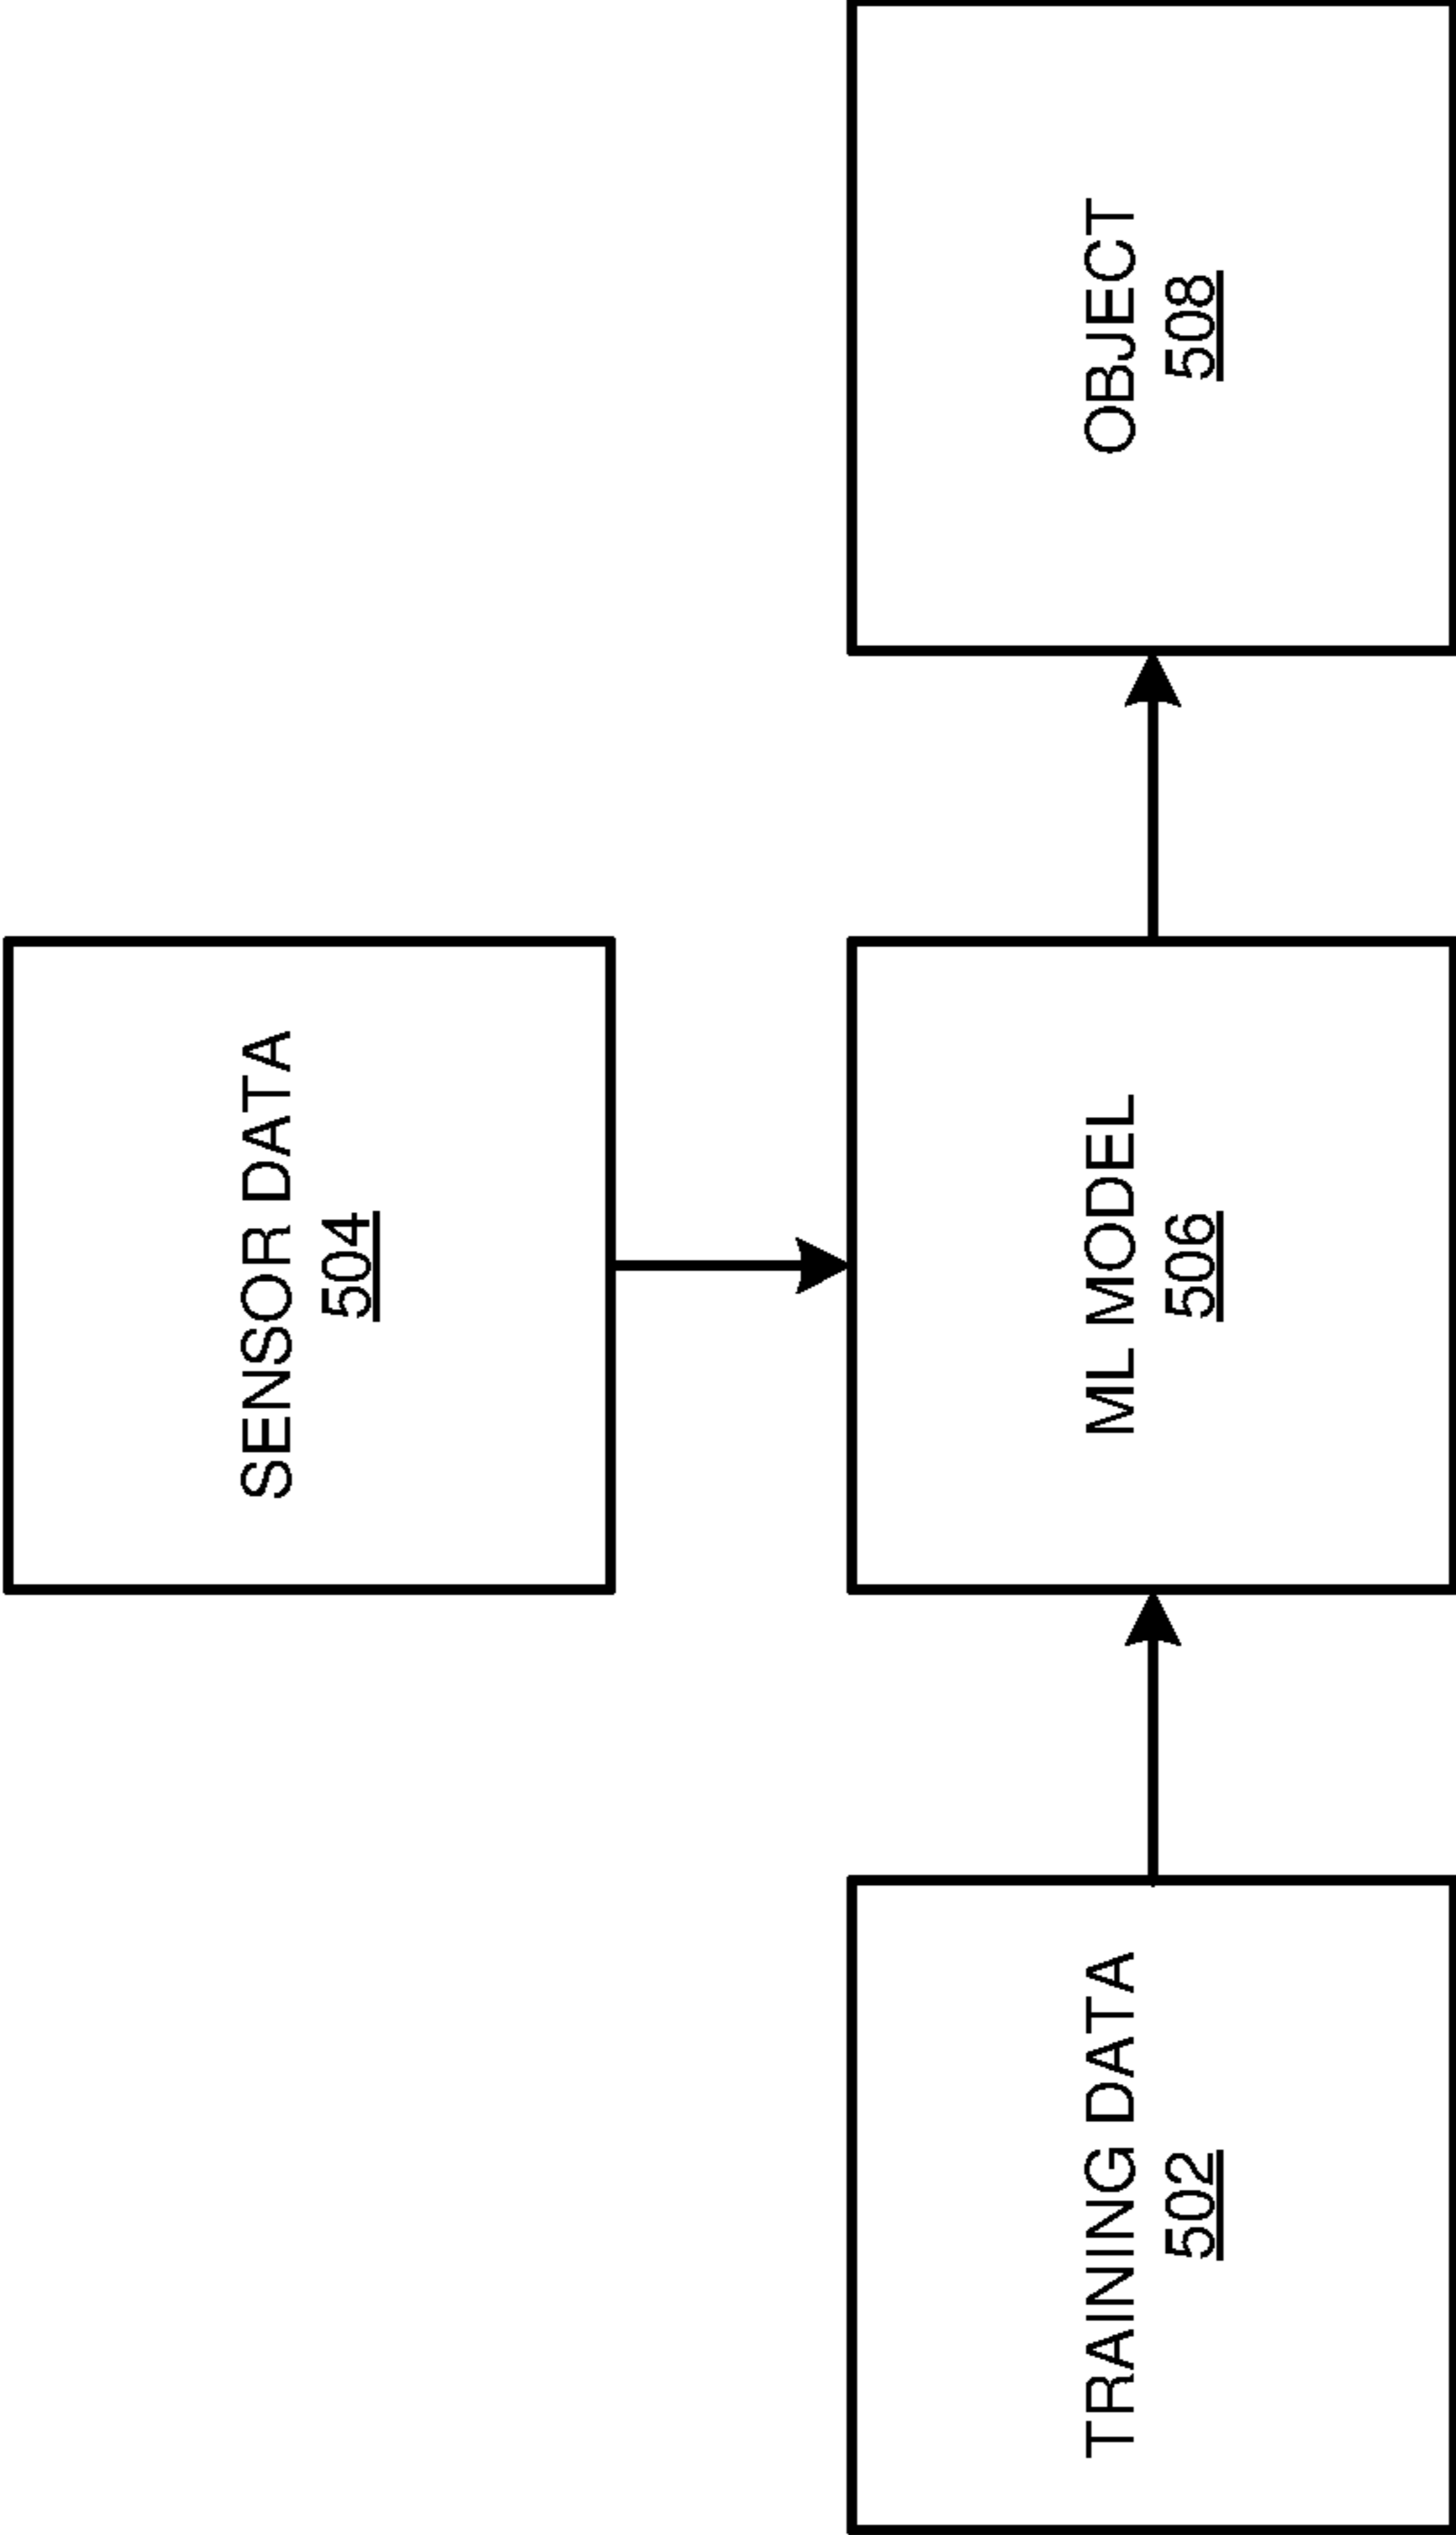 SENSOR DATA
504
TRAINING DATA
502
ML MODEL
506
OBJECT
508